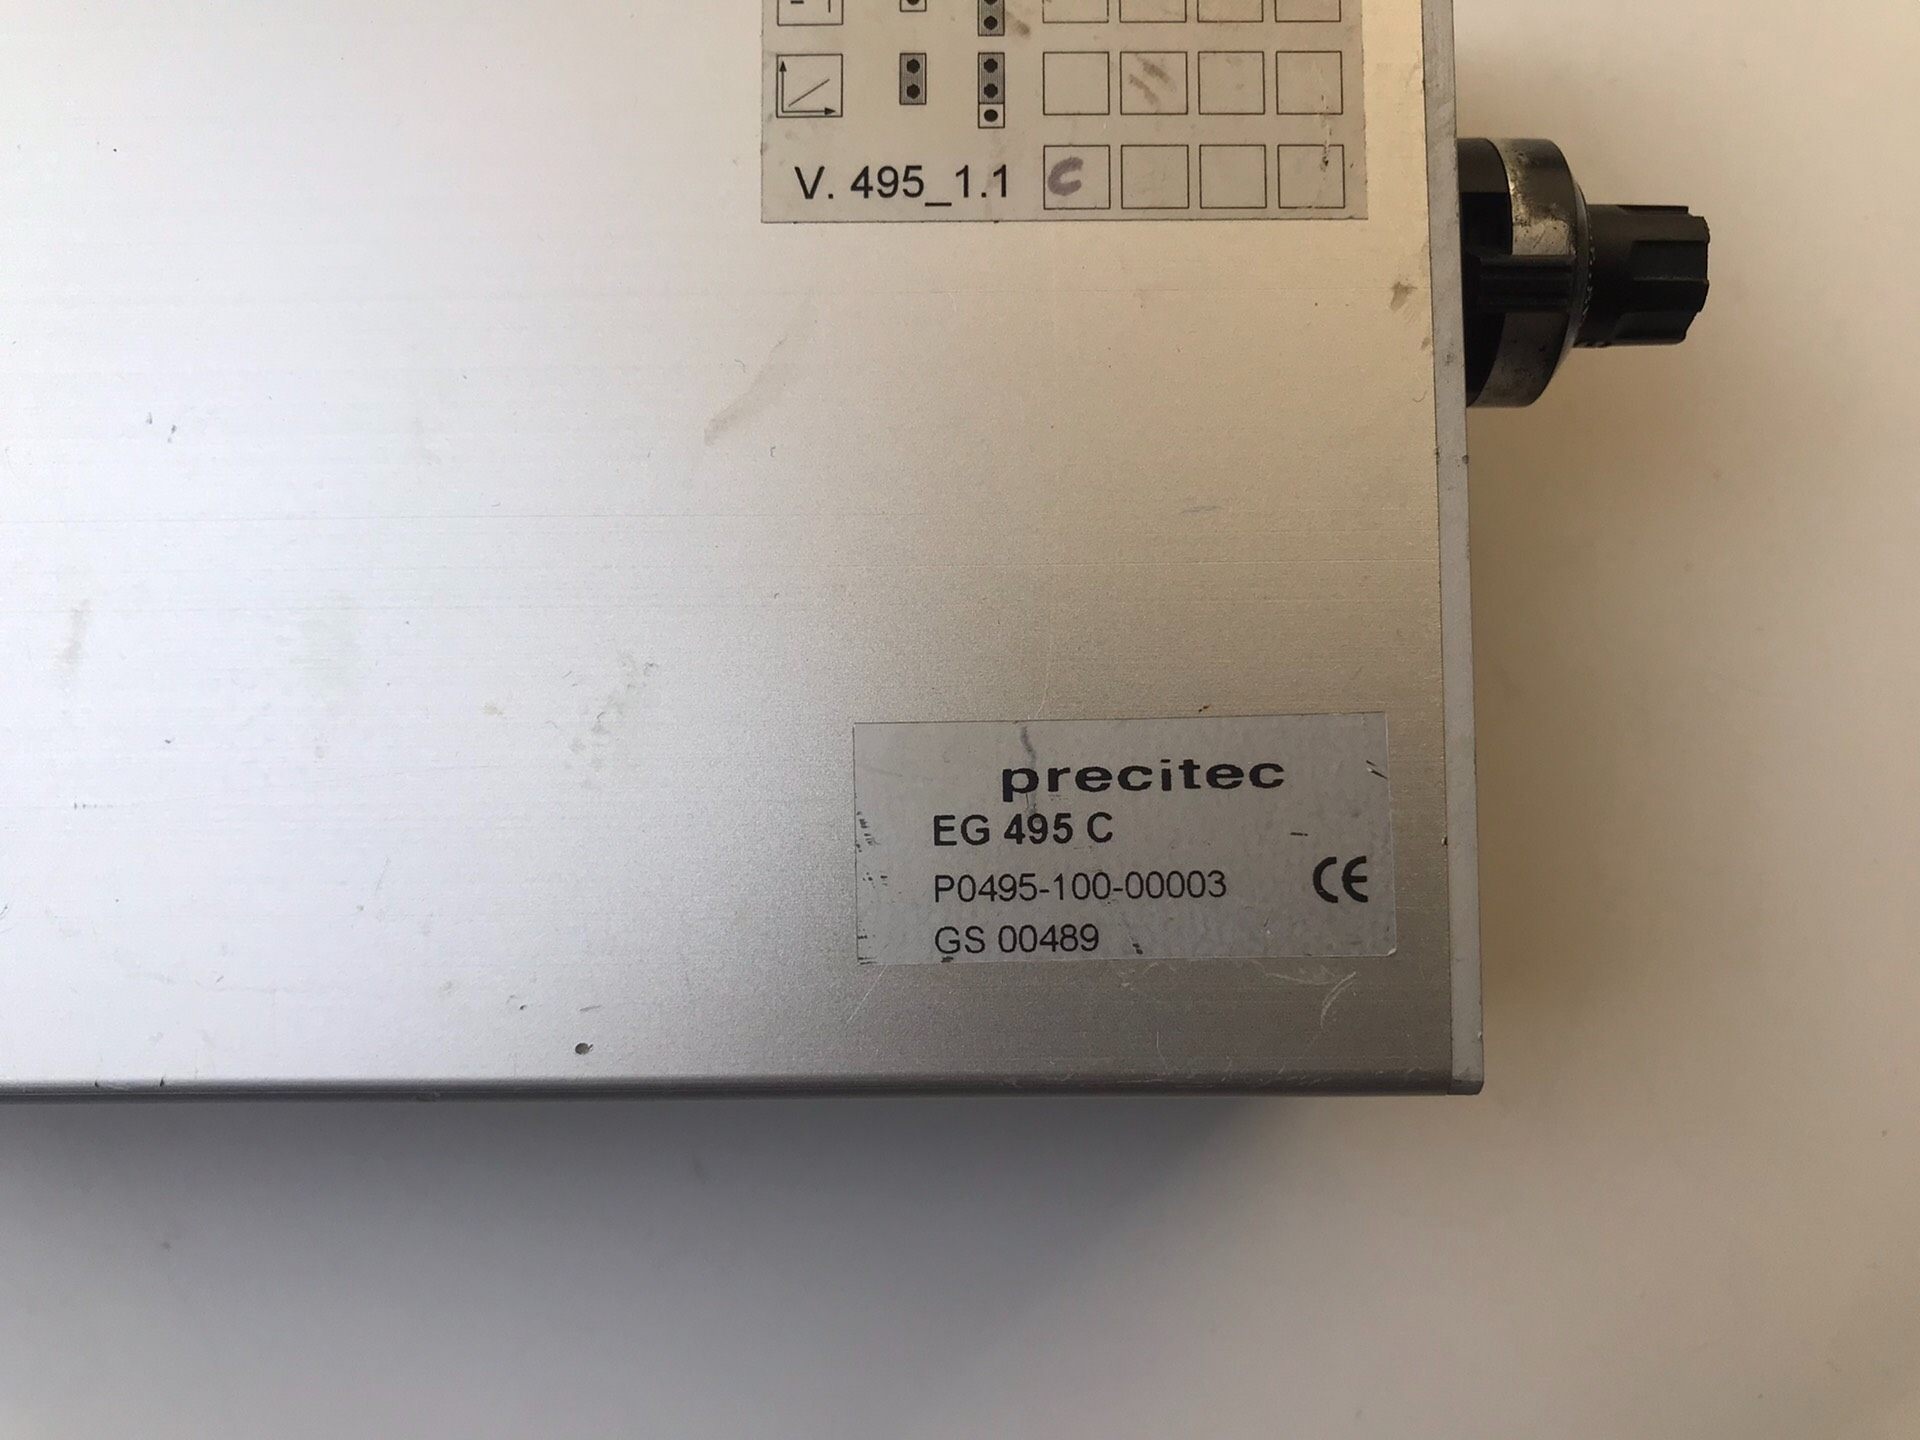 V. 495_1.1 C
precitec
EG 495 C
P0495-100-00003
CE
GS 00489